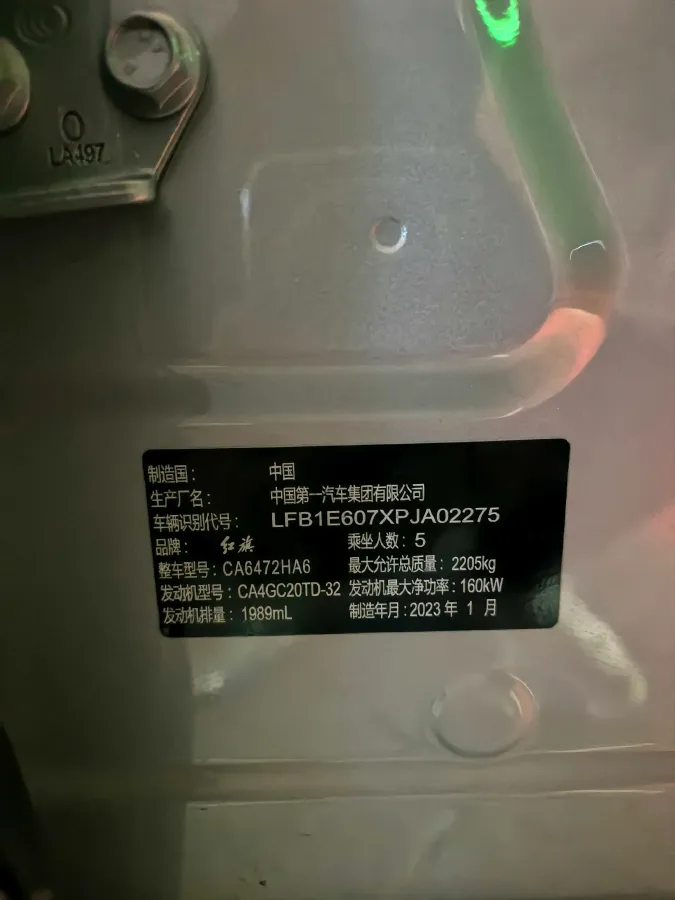 LA497
制造国： 中国
生产厂名： 中国第一汽车集团有限公司
车辆识别代号： LFB1E607XPJA02275
品牌： 红旗 乘坐人数：5
整车型号：CA6472HA6 最大允许总质量：2205kg
发动机型号：CA4GC20TD-32 发动机最大净功率：160kW
发动机排量：1989mL 制造年月：2023年 1 月